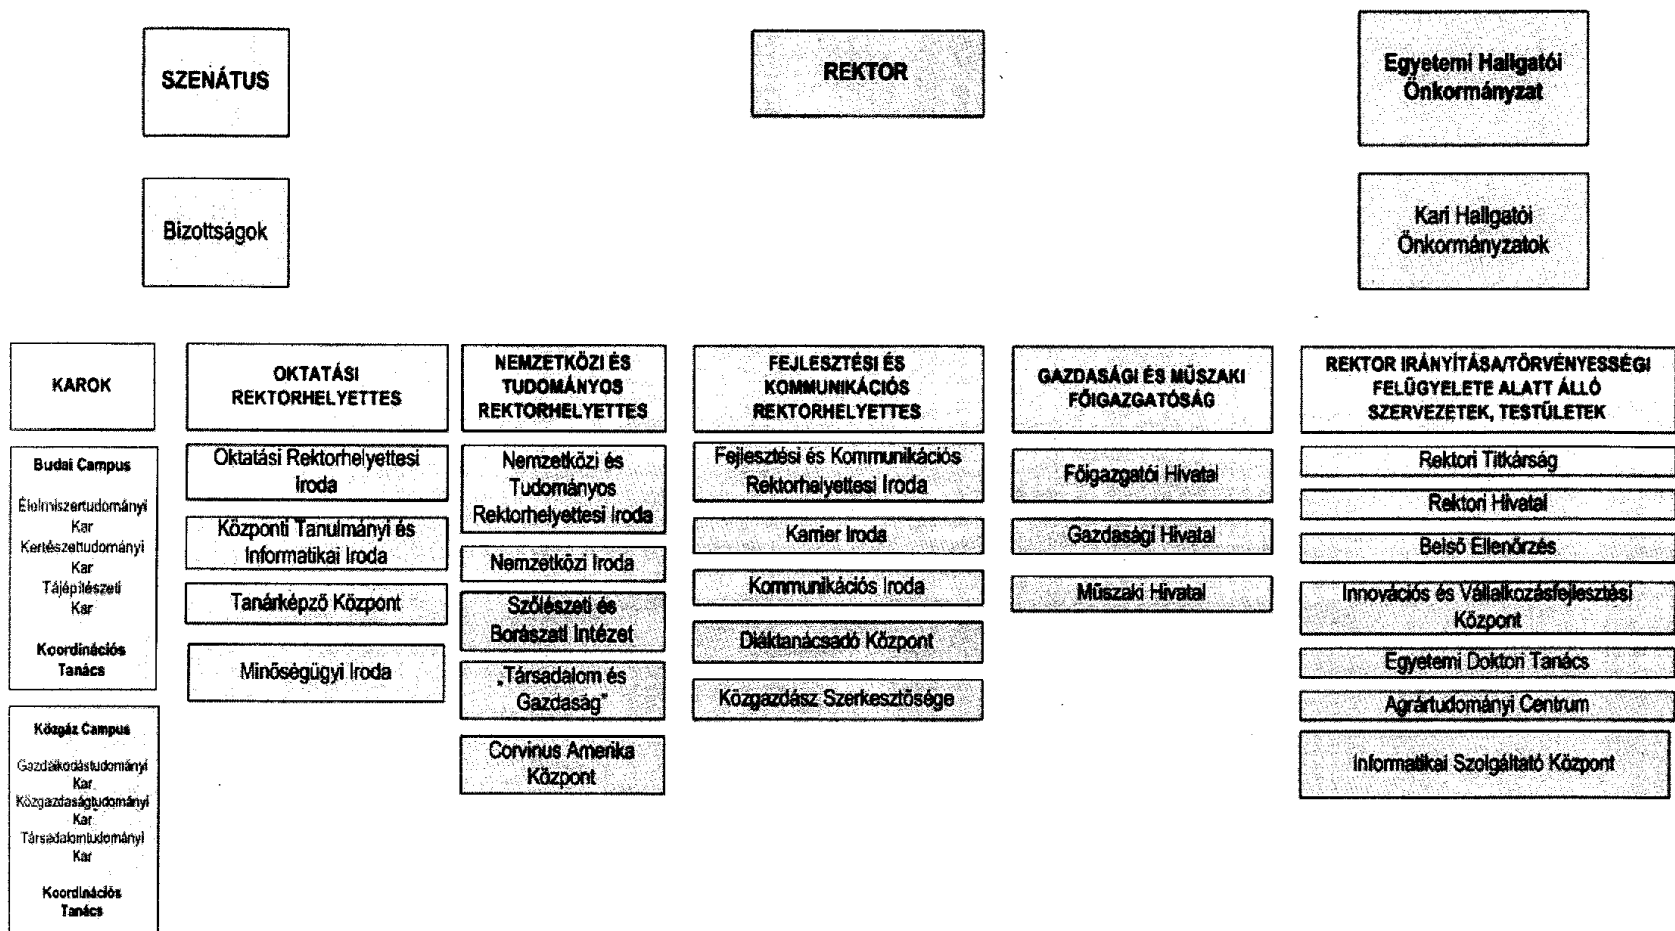 SZENÁTUS
REKTOR
Egyetemi Hallgatói
Önkormányzat
Bizottságok
Kari Hallgatói
Önkormányzatok
KAROK
Budai Campus
Élelmiszertudományi
Kar
Kertészettudományi
Kar
Tájépítészeti
Kar
Koordinációs
Tanács
Közgáz Campus
Gazdálkodástudományi
Kar
Közgazdaságtudományi
Kar
Társadalomtudományi
Kar
Koordinációs
Tanács
OKTATÁSI
REKTORHELYETTES
Oktatási Rektorhelyettesi
Iroda
Központi Tanulmányi és
Informatikai Iroda
Tanárképző Központ
Minőségügyi Iroda
NEMZETKÖZI ÉS
TUDOMÁNYOS
REKTORHELYETTES
Nemzetközi és
Tudományos
Rektorhelyettesi Iroda
Nemzetközi Iroda
Szőlészeti és
Borászati Intézet
„Társadalom és
Gazdaság”
Corvinus Amerika
Központ
FEJLESZTÉSI ÉS
KOMMUNIKÁCIÓS
REKTORHELYETTES
Fejlesztési és Kommunikációs
Rektorhelyettesi Iroda
Karrier Iroda
Kommunikációs Iroda
Diáktanácsadó Központ
Közgazdász Szerkesztősége
GAZDASÁGI ÉS MŰSZAKI
FŐIGAZGATÓSÁG
Főigazgatói Hivatal
Gazdasági Hivatal
Műszaki Hivatal
REKTOR IRÁNYÍTÁSA/TÖRVÉNYESSÉGI
FELÜGYELETE ALATT ÁLLÓ
SZERVEZETEK, TESTÜLETEK
Rektori Titkárság
Rektori Hivatal
Belső Ellenőrzés
Innovációs és Vállalkozásfejlesztési
Központ
Egyetemi Doktori Tanács
Agrártudományi Centrum
Informatikai Szolgáltató Központ